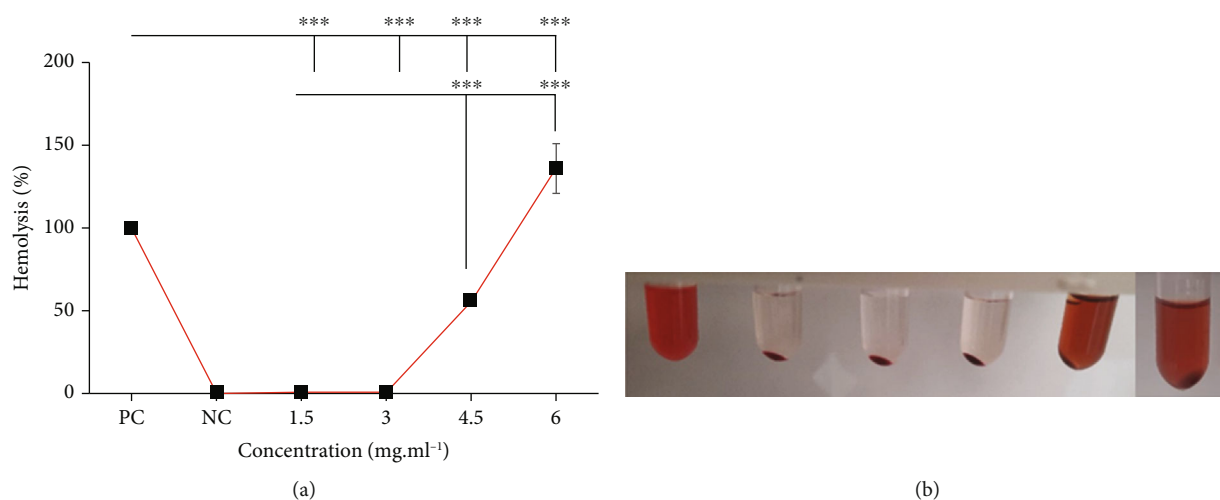 *** *** *** ***
200
*** ***
150
100
50
0
Hemolysis (%)
PC NC 1.5 3 4.5 6
Concentration (mg.ml⁻¹)
(a)
(b)